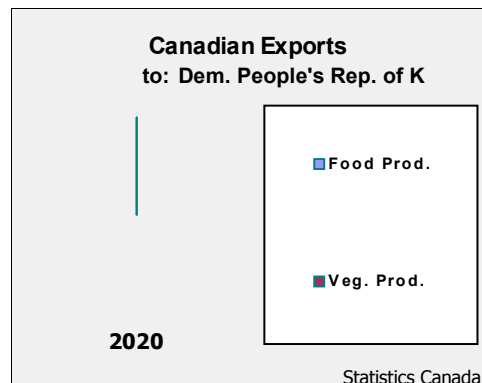 Canadian Exports
to: Dem. People's Rep. of K
Food Prod.
Veg. Prod.
2020
Statistics Canada